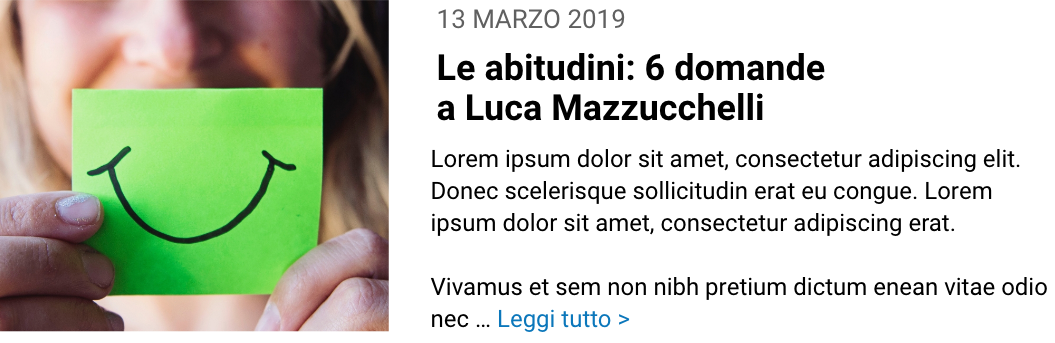 13 MARZO 2019
Le abitudini: 6 domande
a Luca Mazzucchelli
Lorem ipsum dolor sit amet, consectetur adipiscing elit.
Donec scelerisque sollicitudin erat eu congue. Lorem
ipsum dolor sit amet, consectetur adipiscing erat.
Vivamus et sem non nibh pretium dictum enean vitae odio
nec ... Leggi tutto >